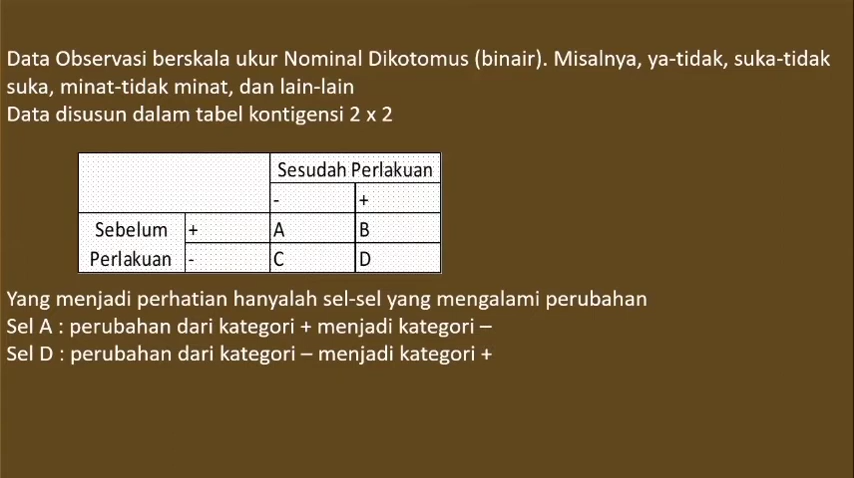 Data Observasi berskala ukur Nominal Dikotomus (binair). Misalnya, ya-tidak, suka-tidak
suka, minat-tidak minat, dan lain-lain
Data disusun dalam tabel kontigensi 2 x 2
Sesudah Perlakuan
- +
Sebelum + A B
Perlakuan - C D
Yang menjadi perhatian hanyalah sel-sel yang mengalami perubahan
Sel A : perubahan dari kategori + menjadi kategori –
Sel D : perubahan dari kategori – menjadi kategori +